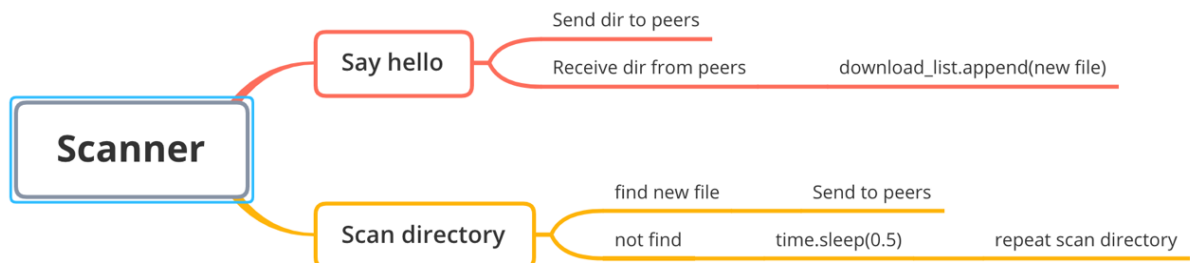 Scanner
Say hello
Send dir to peers
Receive dir from peers
download_list.append(new file)
Scan directory
find new file
Send to peers
not find
time.sleep(0.5)
repeat scan directory